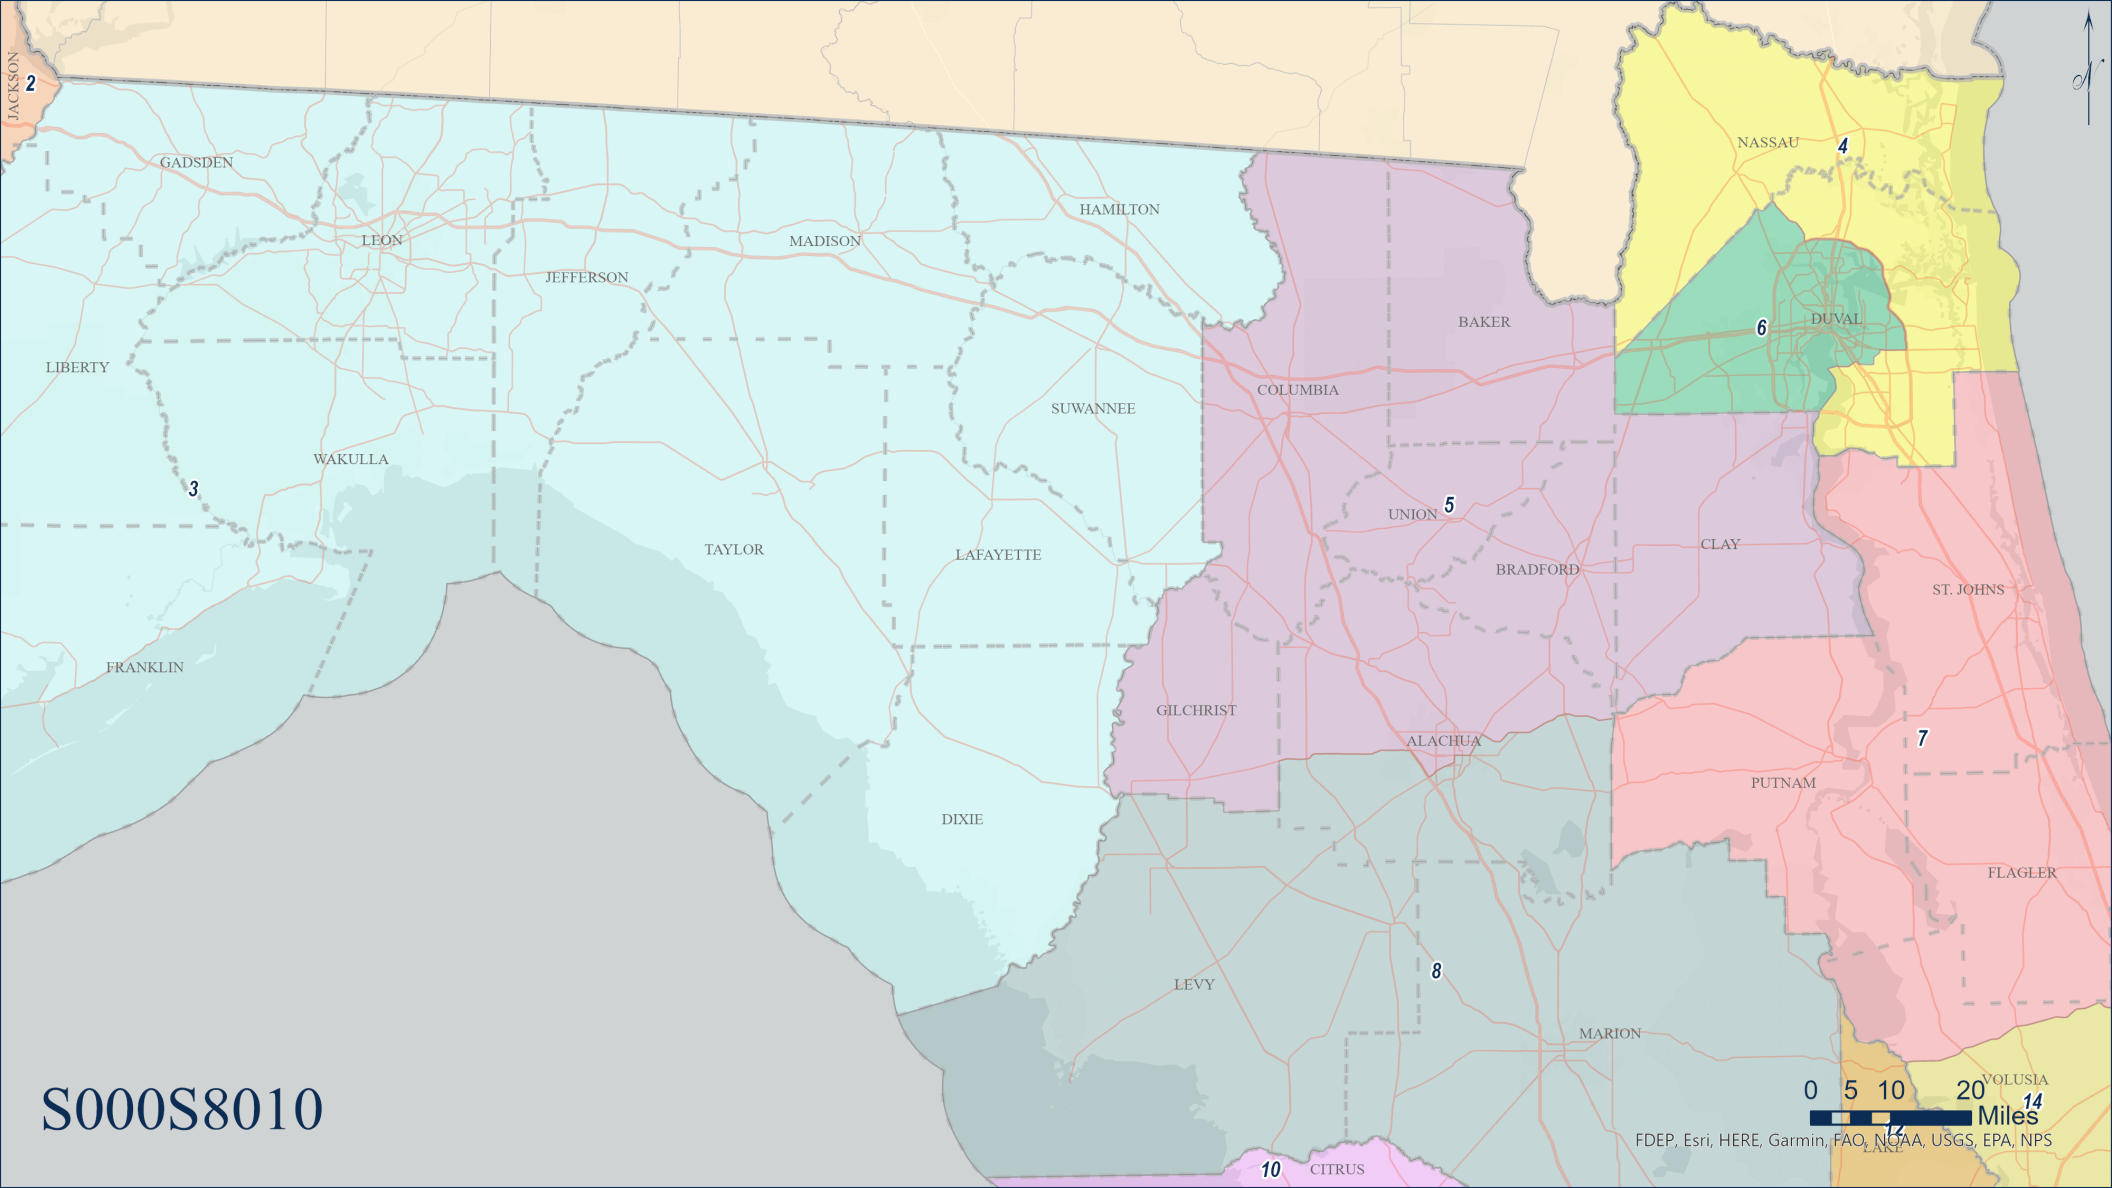 JACKSON
2
N
NASSAU
4
GADSDEN
HAMILTON
LEON
MADISON
JEFFERSON
BAKER
6
DUVAL
LIBERTY
COLUMBIA
SUWANNEE
WAKULLA
3
5
UNION
TAYLOR
LAFAYETTE
CLAY
BRADFORD
ST. JOHNS
FRANKLIN
GILCHRIST
ALACHUA
7
PUTNAM
DIXIE
FLAGLER
8
LEVY
MARION
VOLUSIA
0 5 10 20
14
Miles
12
S000S8010
FDEP, Esri, HERE, Garmin, FAO, NOAA, USGS, EPA, NPS
LAKE
10
CITRUS